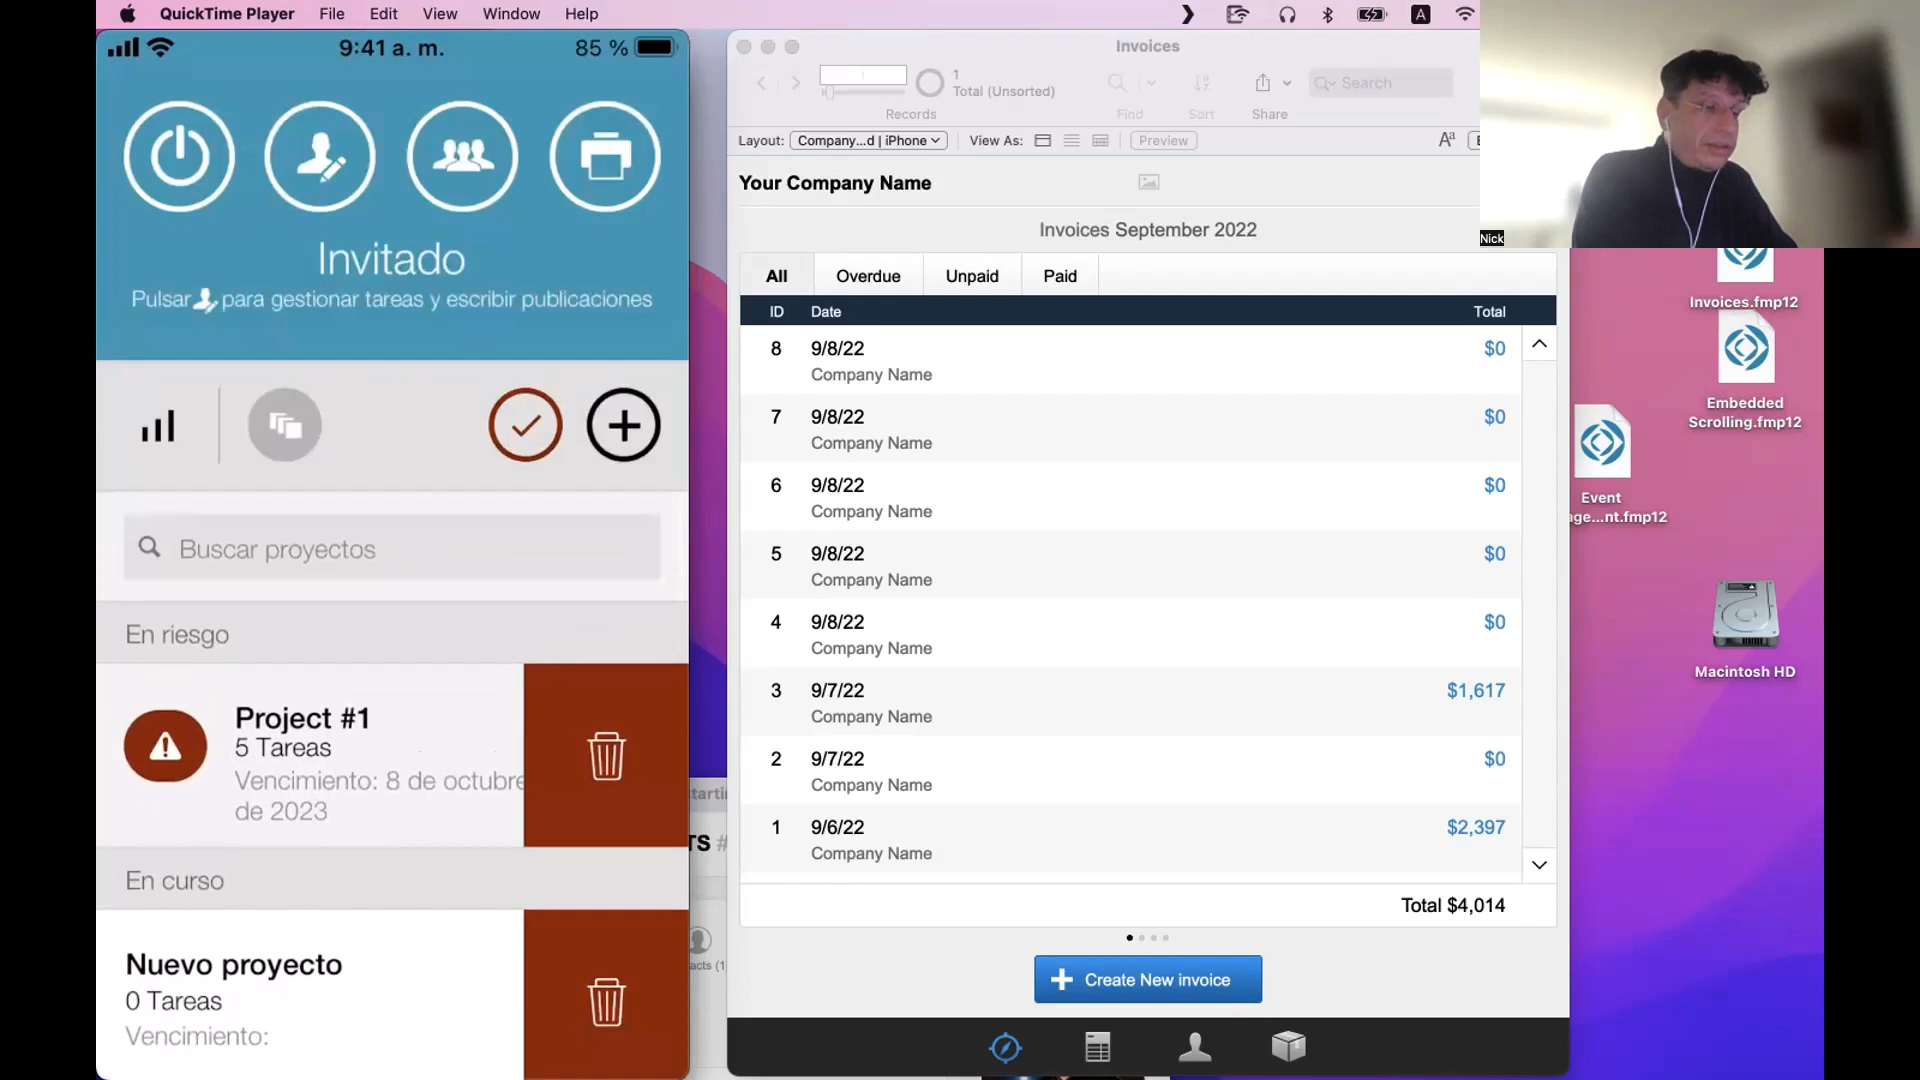 QuickTime Player File Edit View Window Help
A
9:41 a. m.
85 %
Invitado
Pulsar para gestionar tareas y escribir publicaciones
Buscar proyectos
En riesgo
Project #1
5 Tareas
Vencimiento: 8 de octubre
de 2023
En curso
Nuevo proyecto
0 Tareas
Vencimiento:
TS #
Invoices
1
1
Total (Unsorted)
Records
Find
Sort
Share
Search
Layout: Company...d | iPhone
View As:
Preview
Your Company Name
Invoices September 2022
All Overdue Unpaid Paid
ID Date Total
8 9/8/22 $0
Company Name
7 9/8/22 $0
Company Name
6 9/8/22 $0
Company Name
5 9/8/22 $0
Company Name
4 9/8/22 $0
Company Name
3 9/7/22 $1,617
Company Name
2 9/7/22 $0
Company Name
1 9/6/22 $2,397
Company Name
Total $4,014
Create New invoice
Nick
Invoices.fmp12
Embedded
Scrolling.fmp12
Event
age...nt.fmp12
Macintosh HD